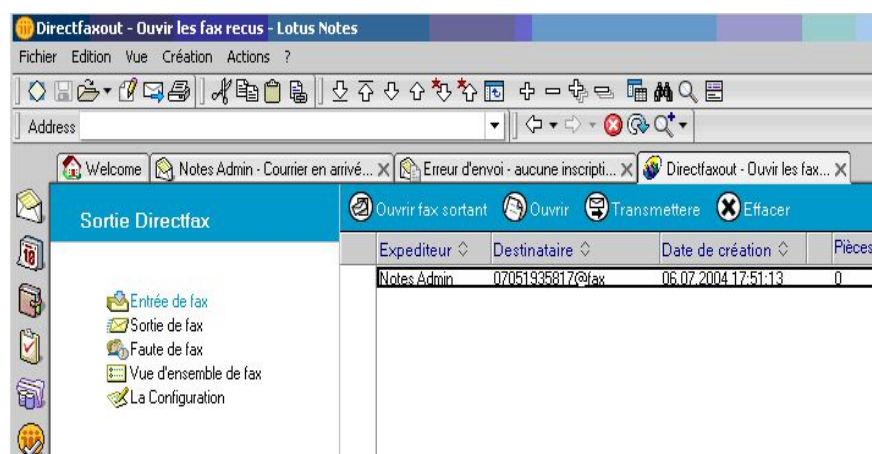 Directfaxout - Ouvir les fax recus - Lotus Notes
Fichier Edition Vue Création Actions ?
Address
Welcome Notes Admin - Courrier en arrivé... Erreur d'envoi - aucune inscripti... Directfaxout - Ouvir les fax...
Sortie Directfax
Ouvrir fax sortant Ouvrir Transmettere Effacer
Expediteur Destinataire Date de création Pièces
Notes Admin 07051935817@fax 06.07.2004 17:51:13 0
Entrée de fax
Sortie de fax
Faute de fax
Vue d'ensemble de fax
La Configuration